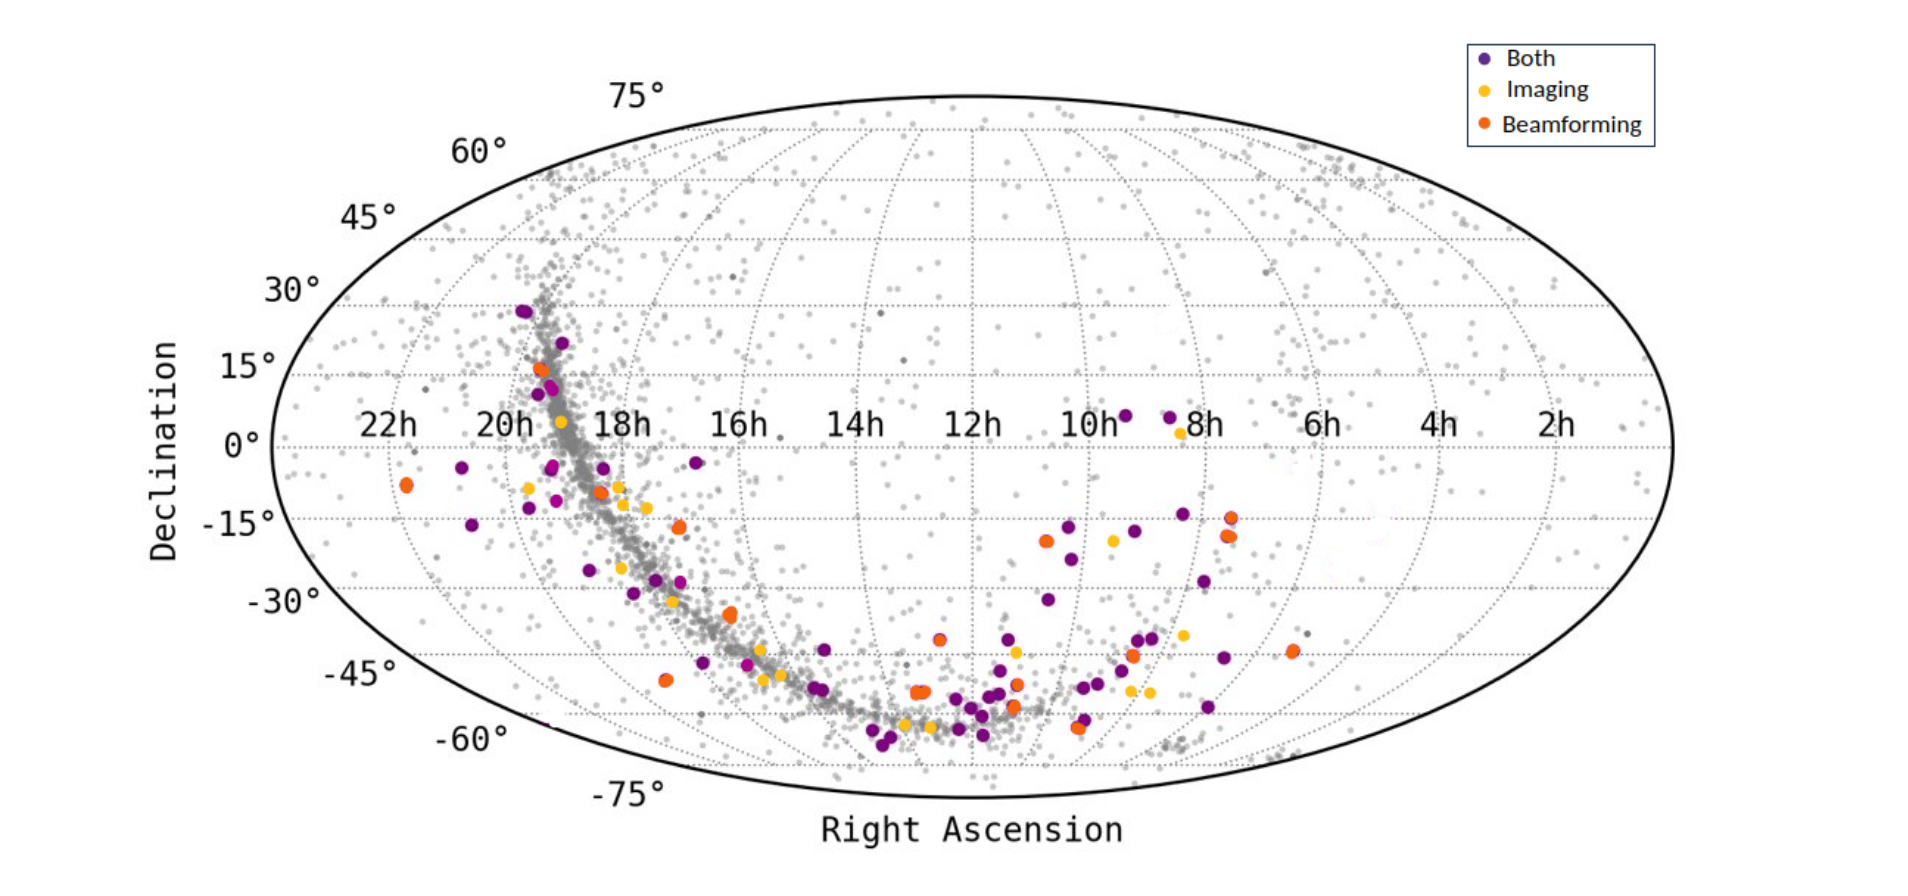 Both
Imaging
Beamforming
75°
60°
45°
30°
15°
0°
-15°
-30°
-45°
-60°
-75°
22h 20h 18h 16h 14h 12h 10h 8h 6h 4h 2h
Declination
Right Ascension